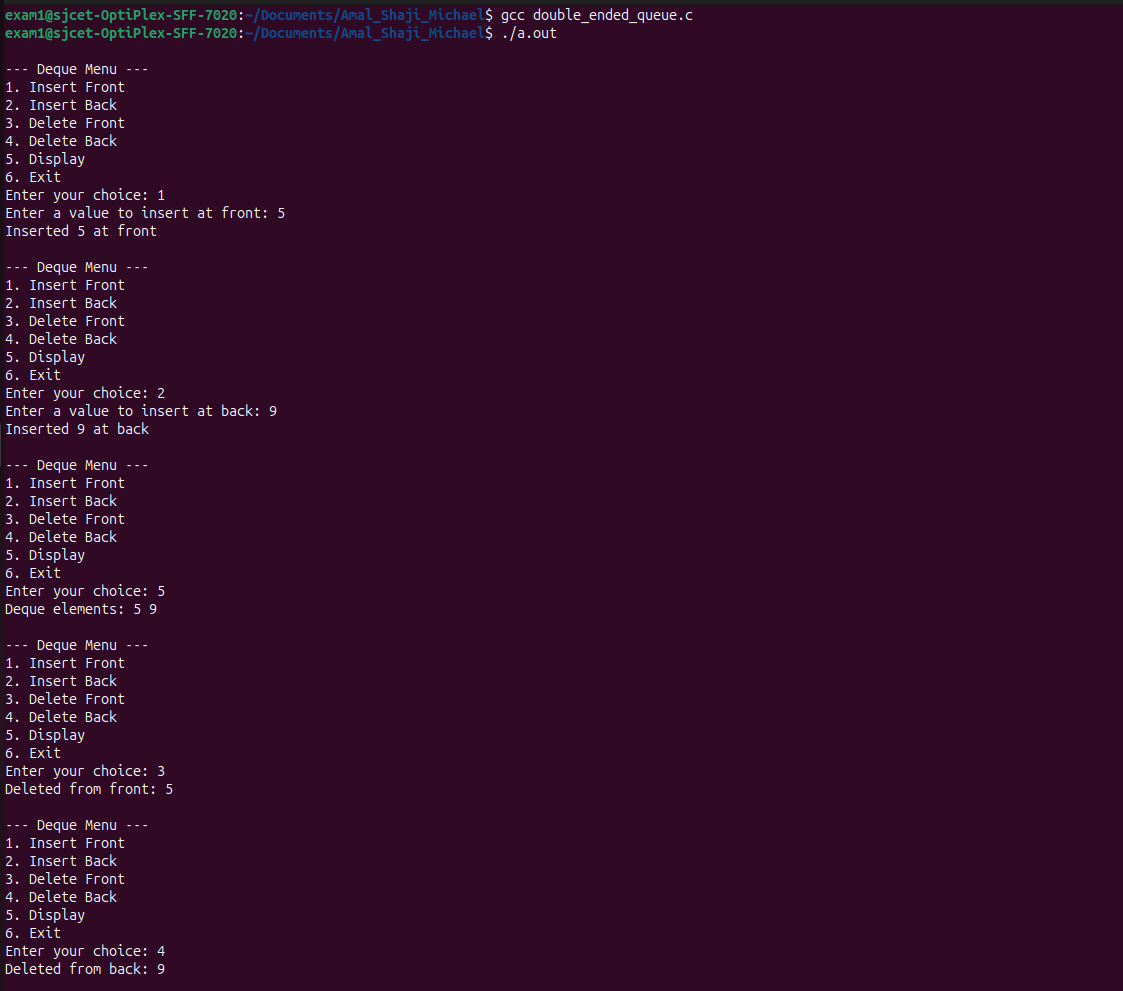 exam1@sjcet-OptiPlex-SFF-7020:~/Documents/Amal_Shaji_Michael$ gcc double_ended_queue.c
exam1@sjcet-OptiPlex-SFF-7020:~/Documents/Amal_Shaji_Michael$ ./a.out
--- Deque Menu ---
1. Insert Front
2. Insert Back
3. Delete Front
4. Delete Back
5. Display
6. Exit
Enter your choice: 1
Enter a value to insert at front: 5
Inserted 5 at front
--- Deque Menu ---
1. Insert Front
2. Insert Back
3. Delete Front
4. Delete Back
5. Display
6. Exit
Enter your choice: 2
Enter a value to insert at back: 9
Inserted 9 at back
--- Deque Menu ---
1. Insert Front
2. Insert Back
3. Delete Front
4. Delete Back
5. Display
6. Exit
Enter your choice: 5
Deque elements: 5 9
--- Deque Menu ---
1. Insert Front
2. Insert Back
3. Delete Front
4. Delete Back
5. Display
6. Exit
Enter your choice: 3
Deleted from front: 5
--- Deque Menu ---
1. Insert Front
2. Insert Back
3. Delete Front
4. Delete Back
5. Display
6. Exit
Enter your choice: 4
Deleted from back: 9